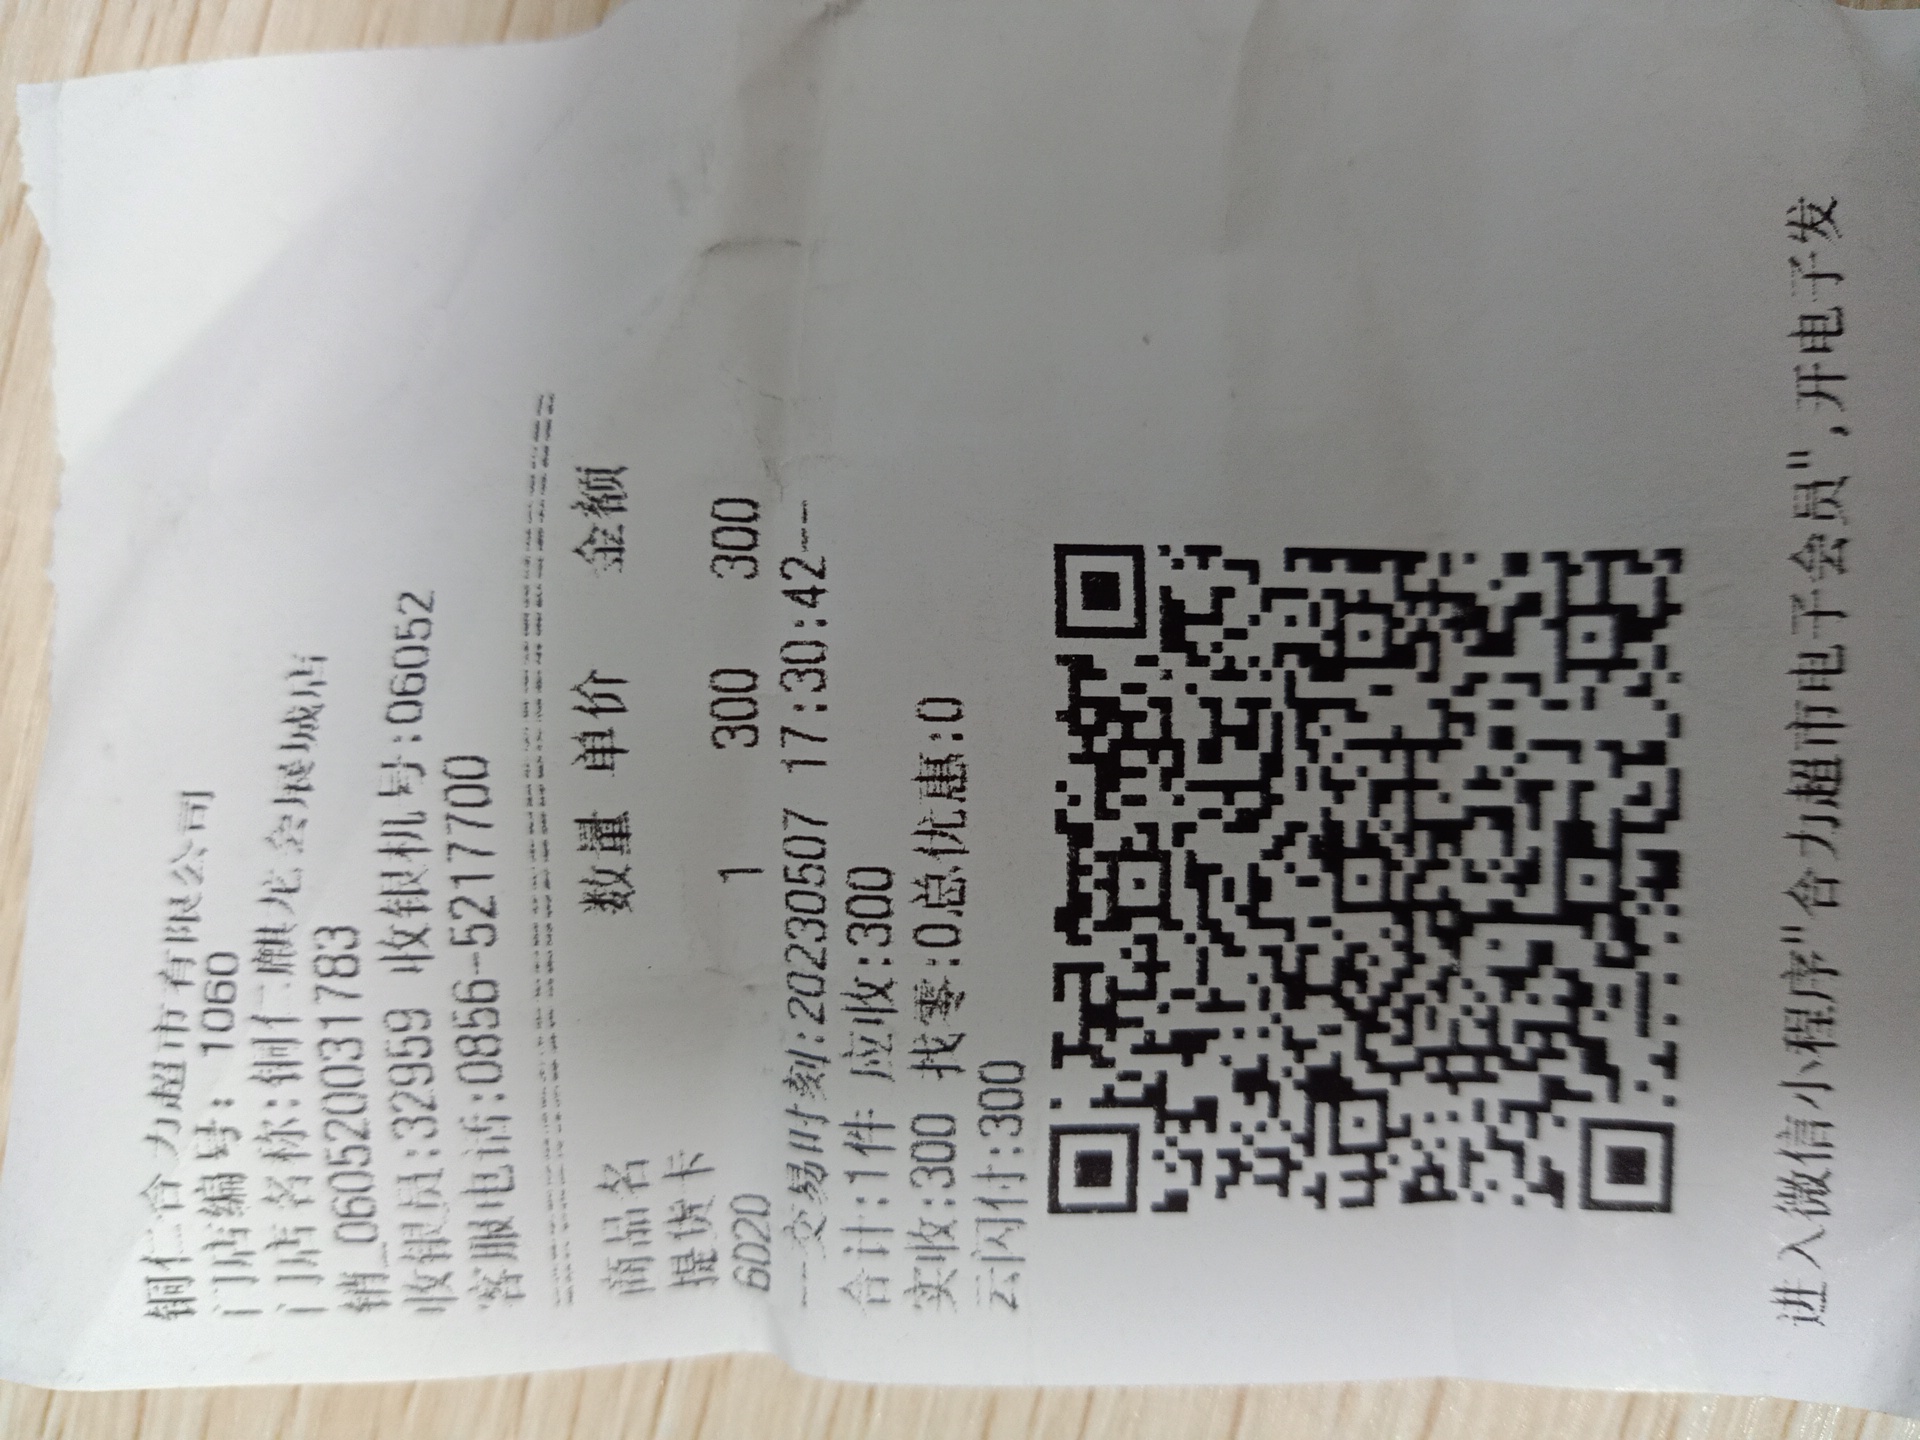 铜仁合力超市有限公司
门店编号: 1060
门店名称:铜仁麒龙会展城店
销_060520031783
收银员:32959 收银机号:06052
客服电话:0856-5217700
商品名 数量 单价 金额
提货卡
6020 1 300 300
---交易时刻:20230507 17:30:42---
合计:1件 应收:300
实收:300 找零:0总优惠:0
云闪付:300
进入微信小程序"合力超市电子会员",开电子发